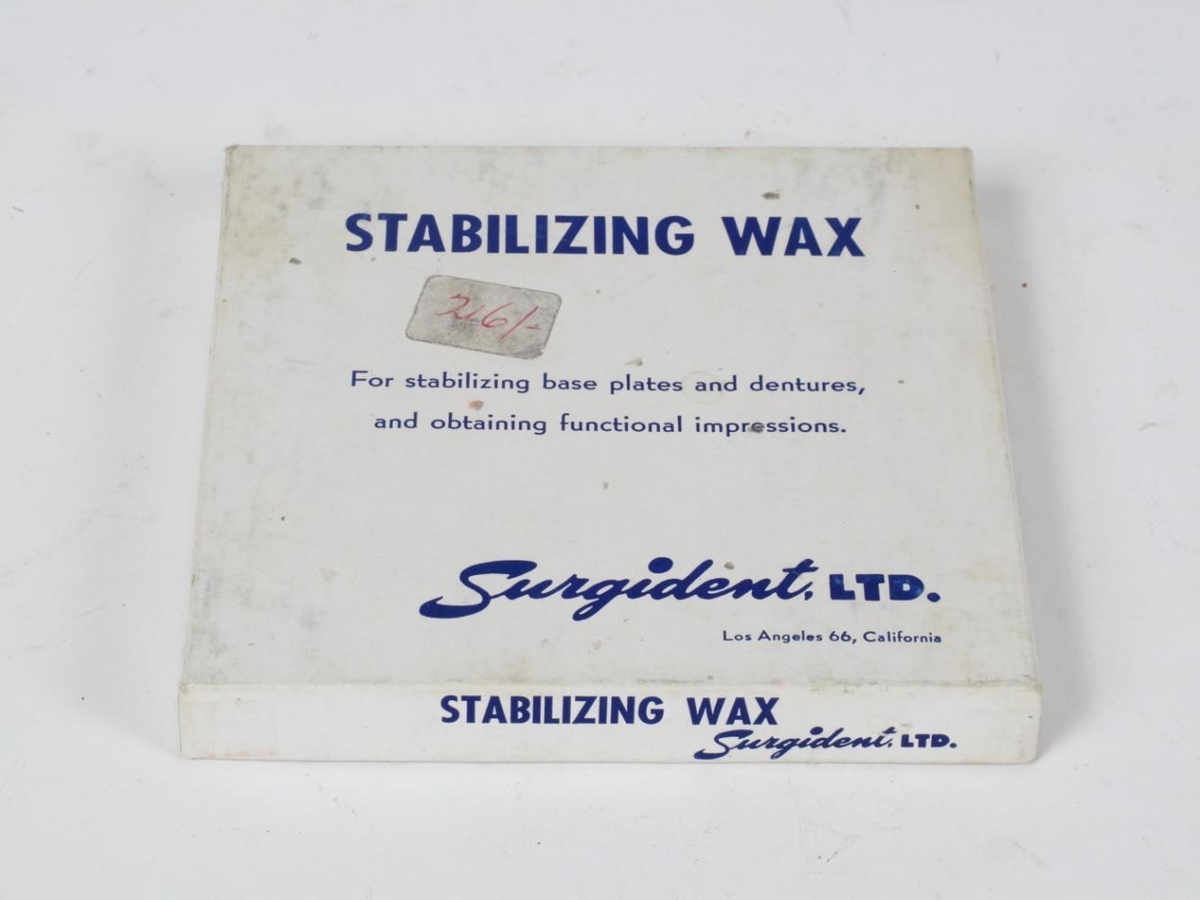 STABILIZING WAX
For stabilizing base plates and dentures,
and obtaining functional impressions.
Surgident, LTD.
Los Angeles 66, California
STABILIZING WAX
Surgident, LTD.